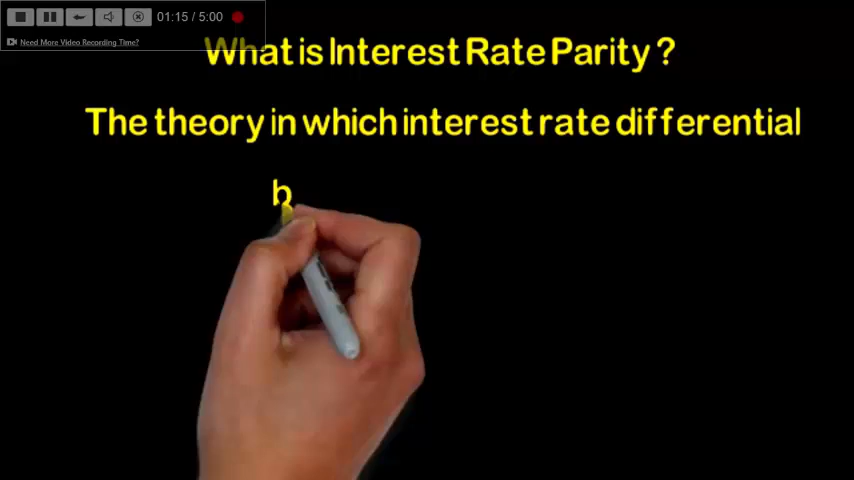 01:15 / 5:00
Need More Video Recording Time?
What is Interest Rate Parity ?
The theory in which interest rate differential
b